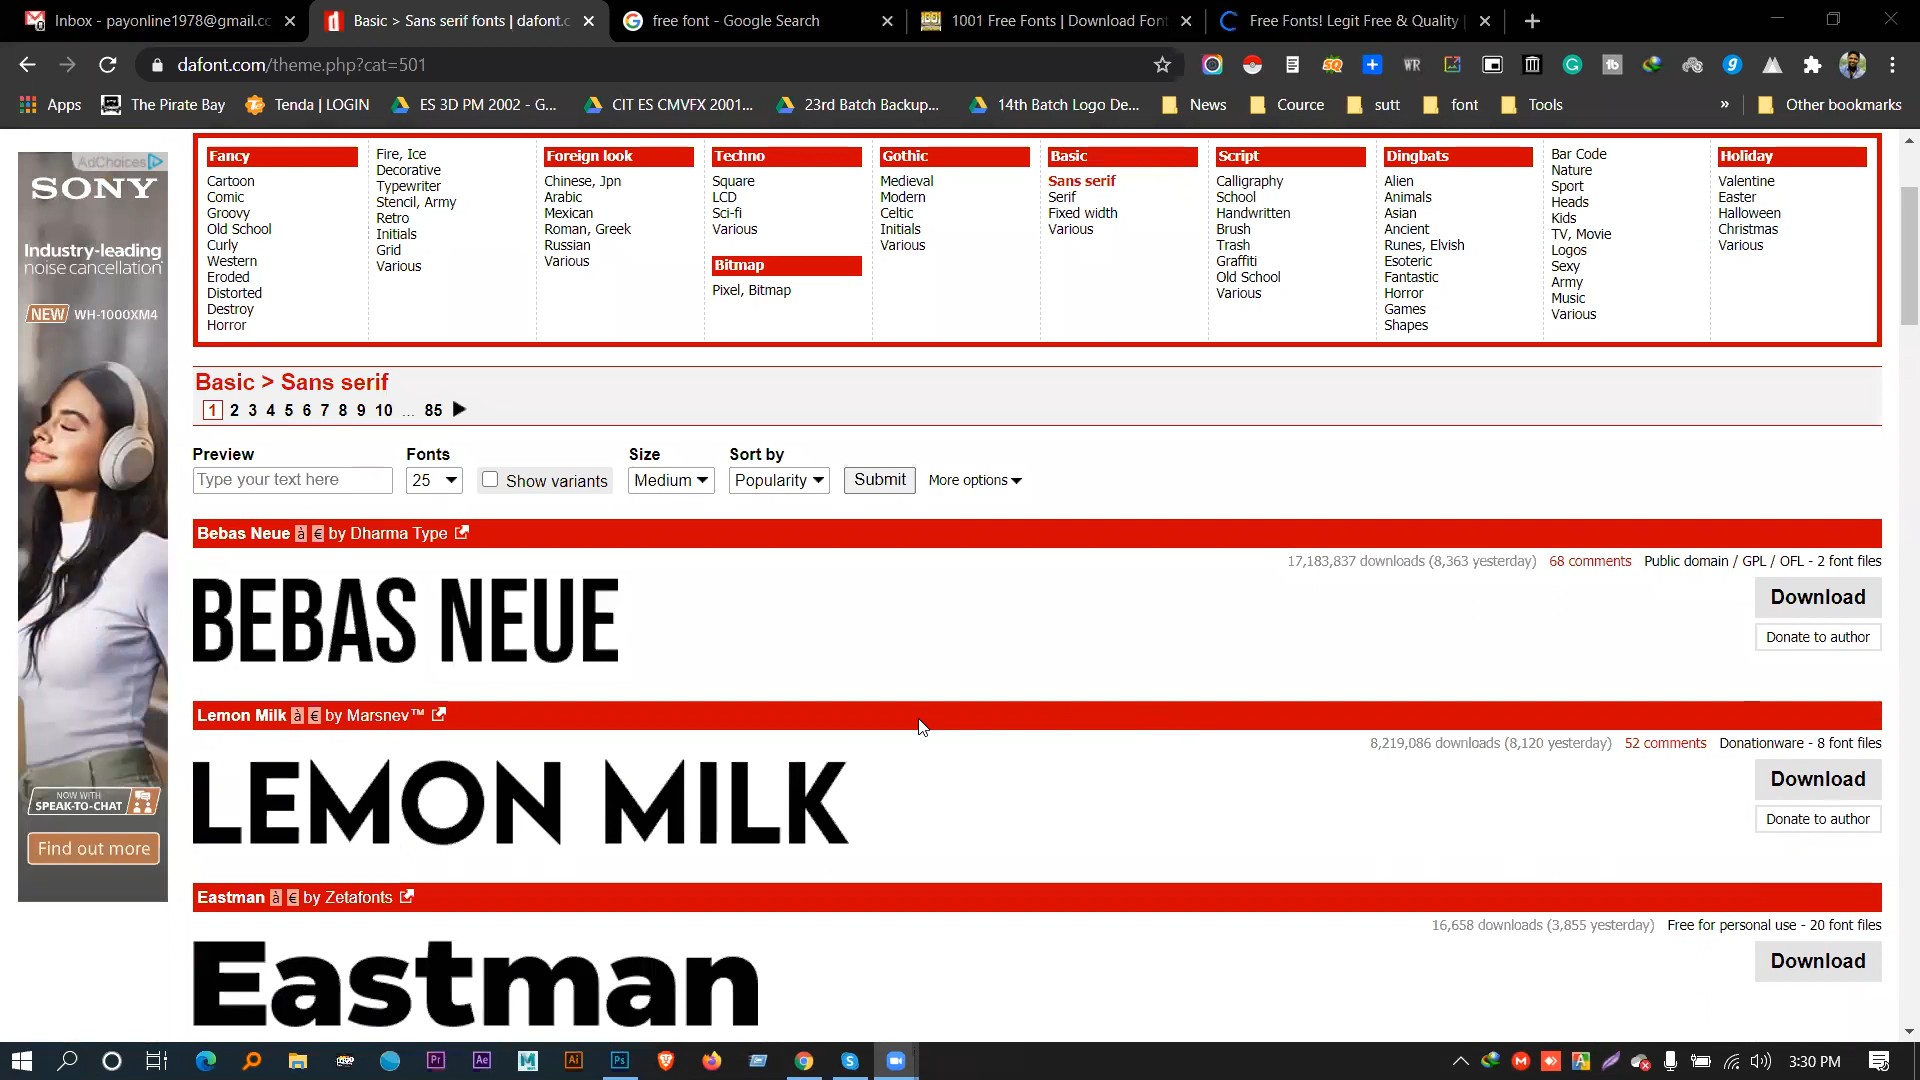 Inbox - payonline1978@gmail.cc
Basic > Sans serif fonts | dafont.c
free font - Google Search
1001 Free Fonts | Download Fon
Free Fonts! Legit Free & Quality
dafont.com/theme.php?cat=501
Apps
The Pirate Bay
Tenda | LOGIN
ES 3D PM 2002 - G...
CIT ES CMVFX 2001...
23rd Batch Backup...
14th Batch Logo De...
News
Cource
sutt
font
Tools
»
Other bookmarks
AdChoices
SONY
Industry-leading
noise cancellation
NEW WH-1000XM4
NOW WITH
SPEAK-TO-CHAT
Find out more
Fancy
Cartoon
Comic
Groovy
Old School
Curly
Western
Eroded
Distorted
Destroy
Horror
Fire, Ice
Decorative
Typewriter
Stencil, Army
Retro
Initials
Grid
Various
Foreign look
Chinese, Jpn
Arabic
Mexican
Roman, Greek
Russian
Various
Techno
Square
LCD
Sci-fi
Various
Bitmap
Pixel, Bitmap
Gothic
Medieval
Modern
Celtic
Initials
Various
Basic
Sans serif
Serif
Fixed width
Various
Script
Calligraphy
School
Handwritten
Brush
Trash
Graffiti
Old School
Various
Dingbats
Alien
Animals
Asian
Ancient
Runes, Elvish
Esoteric
Fantastic
Horror
Games
Shapes
Bar Code
Nature
Sport
Heads
Kids
TV, Movie
Logos
Sexy
Army
Music
Various
Holiday
Valentine
Easter
Halloween
Christmas
Various
Basic > Sans serif
1 2 3 4 5 6 7 8 9 10 ... 85
Preview Fonts Size Sort by
Type your text here 25 Show variants Medium Popularity Submit More options
Bebas Neue à € by Dharma Type
17,183,837 downloads (8,363 yesterday) 68 comments Public domain / GPL / OFL - 2 font files
BEBAS NEUE
Download
Donate to author
Lemon Milk à € by Marsnev™
8,219,086 downloads (8,120 yesterday) 52 comments Donationware - 8 font files
LEMON MILK
Download
Donate to author
Eastman à € by Zetafonts
16,658 downloads (3,855 yesterday) Free for personal use - 20 font files
Eastman
Download
3:30 PM